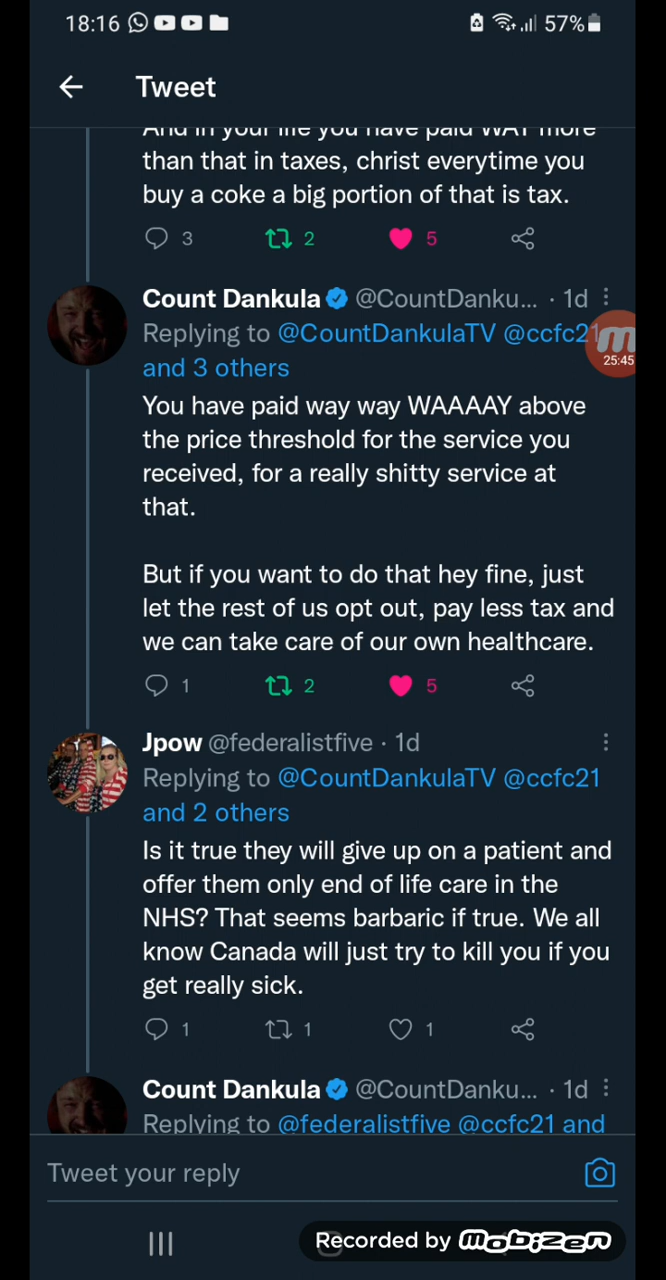 18:16
57%
Tweet
And in your life you have paid WAY more
than that in taxes, christ everytime you
buy a coke a big portion of that is tax.
3 2 5
Count Dankula @CountDanku... · 1d
Replying to @CountDankulaTV @ccfc21
and 3 others
25:45
You have paid way way WAAAAY above
the price threshold for the service you
received, for a really shitty service at
that.
But if you want to do that hey fine, just
let the rest of us opt out, pay less tax and
we can take care of our own healthcare.
1 2 5
Jpow @federalistfive · 1d
Replying to @CountDankulaTV @ccfc21
and 2 others
Is it true they will give up on a patient and
offer them only end of life care in the
NHS? That seems barbaric if true. We all
know Canada will just try to kill you if you
get really sick.
1 1 1
Count Dankula @CountDanku... · 1d
Replying to @federalistfive @ccfc21 and
Tweet your reply
Recorded by mobizen